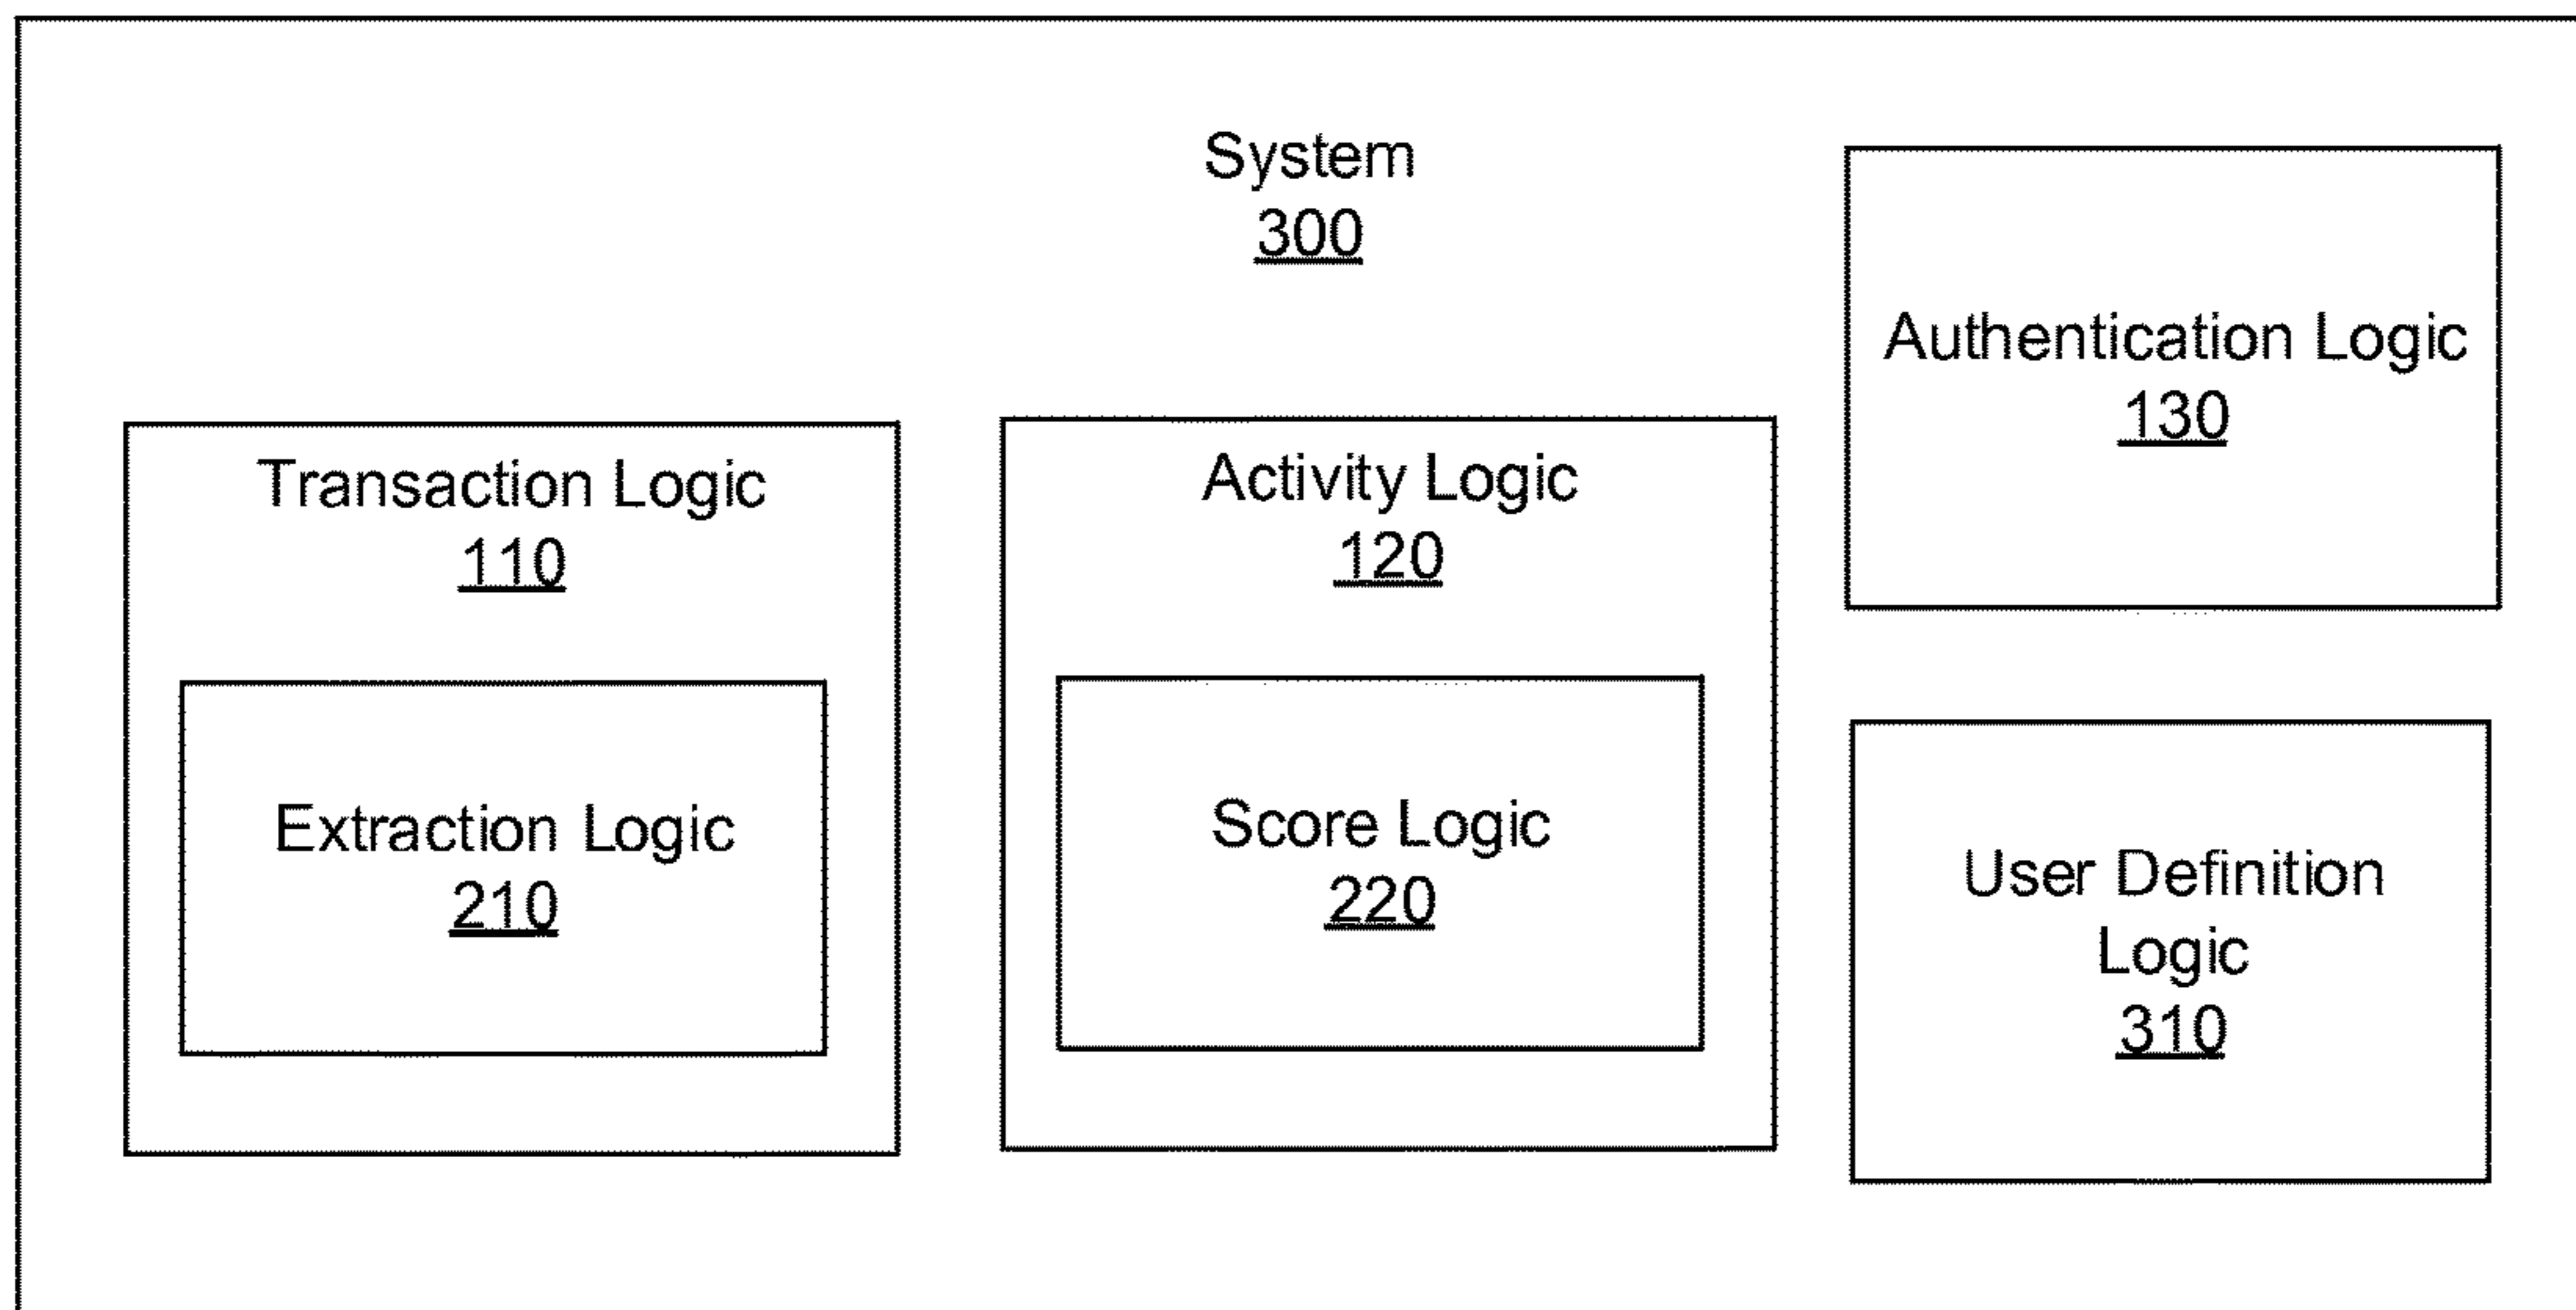 System
300
Authentication Logic
130
Transaction Logic
110
Activity Logic
120
Extraction Logic
210
Score Logic
220
User Definition
Logic
310